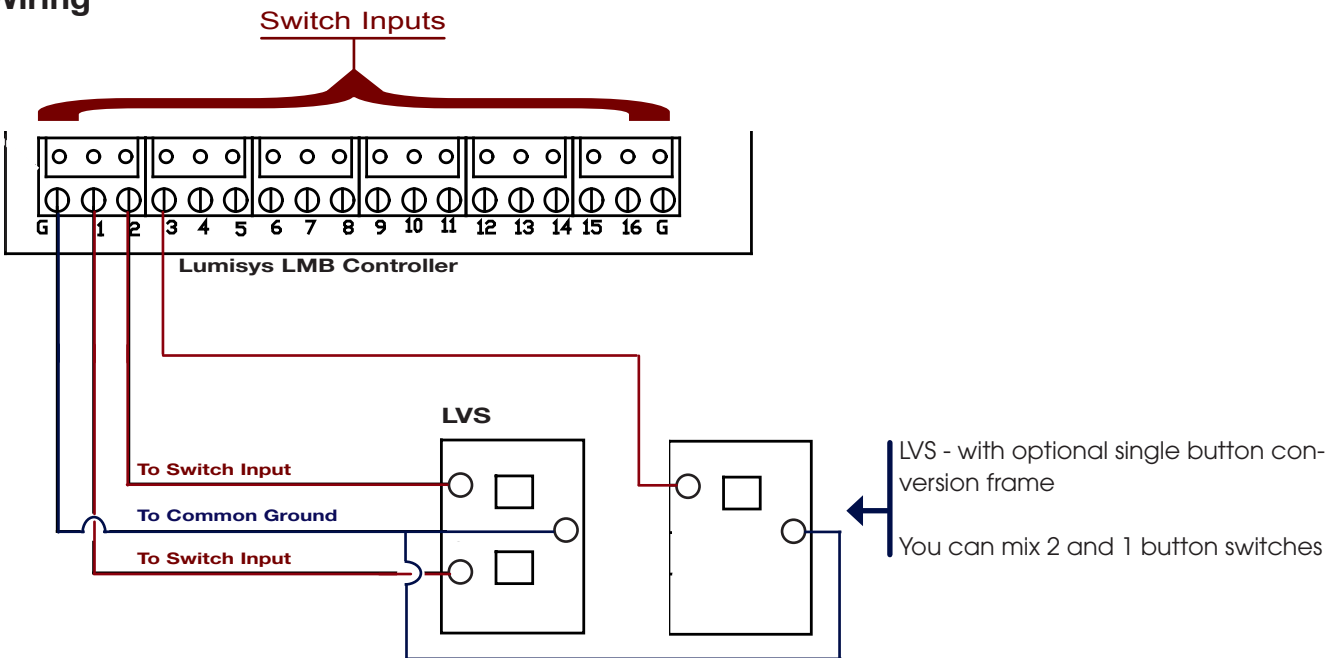 Wiring
Switch Inputs
G 1 2 3 4 5 6 7 8 9 10 11 12 13 14 15 16 G
Lumisys LMB Controller
LVS
To Switch Input
To Common Ground
To Switch Input
LVS - with optional single button con-
version frame
You can mix 2 and 1 button switches